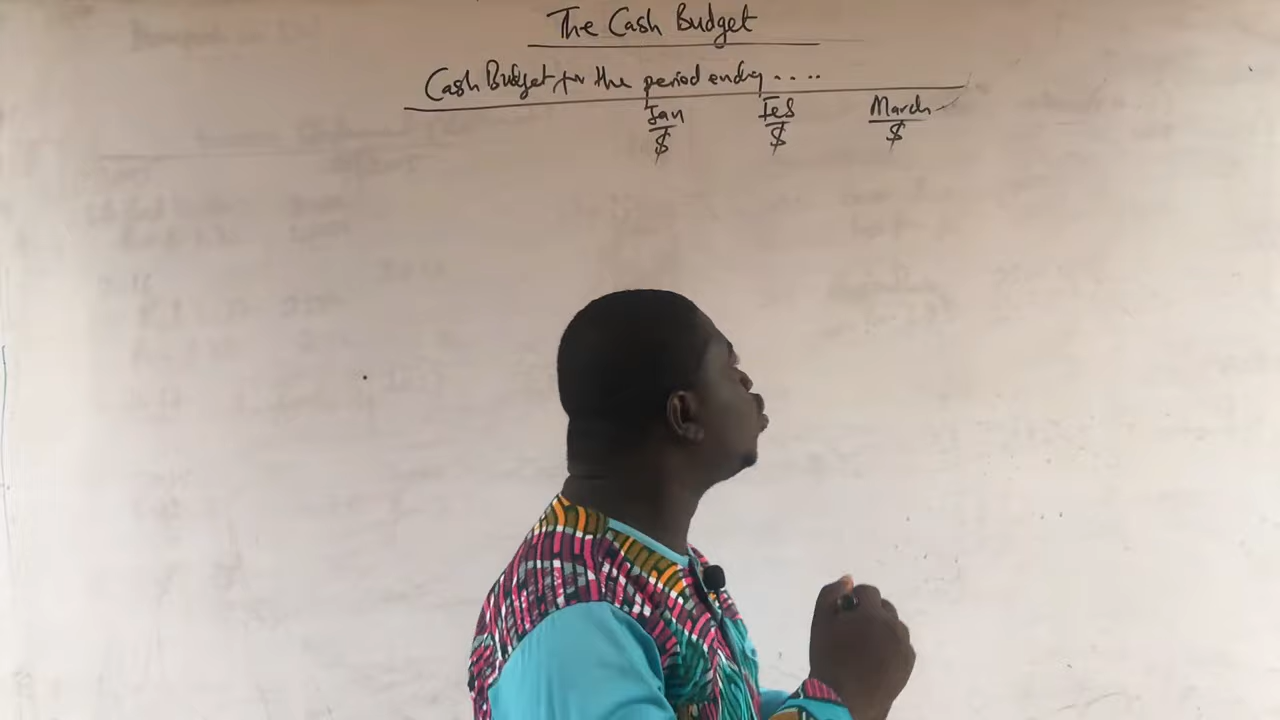 The Cash Budget
Cash Budget for the period ending ....
Jan Feb March
$ $ $